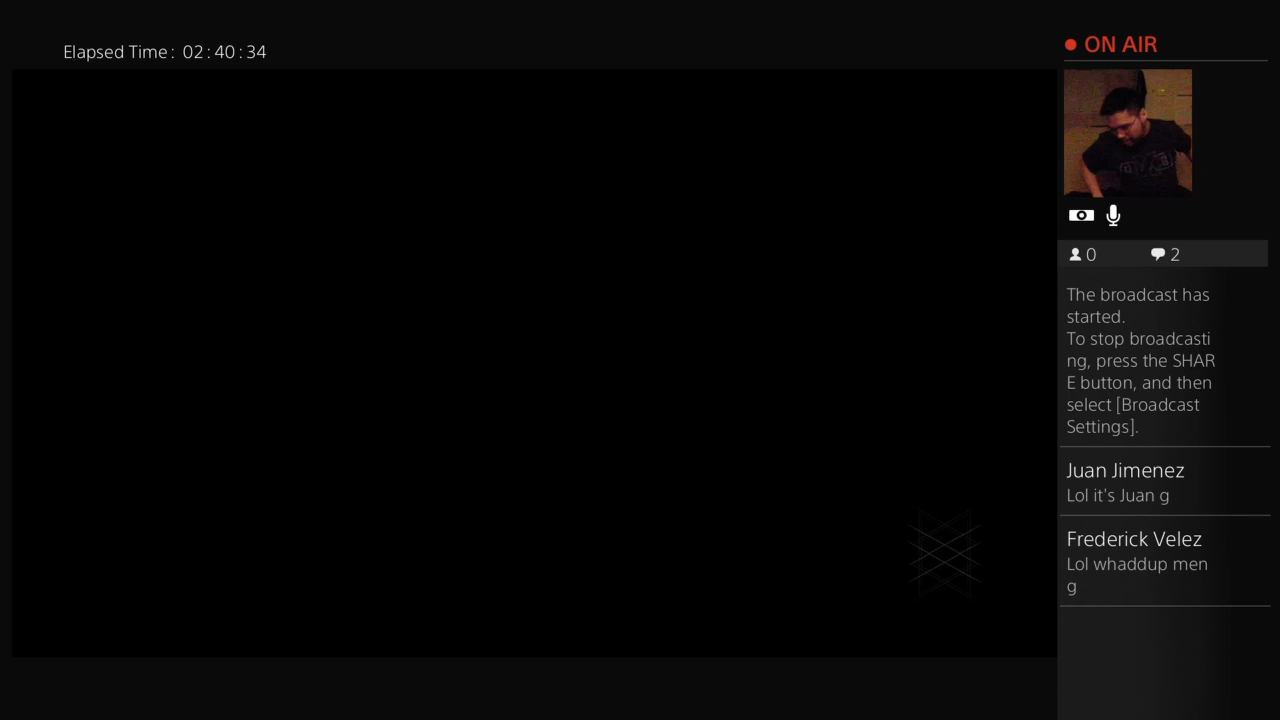 Elapsed Time: 02:40:34
ON AIR
0 2
The broadcast has
started.
To stop broadcasti
ng, press the SHAR
E button, and then
select [Broadcast
Settings].
Juan Jimenez
Lol it's Juan g
Frederick Velez
Lol whaddup men
g